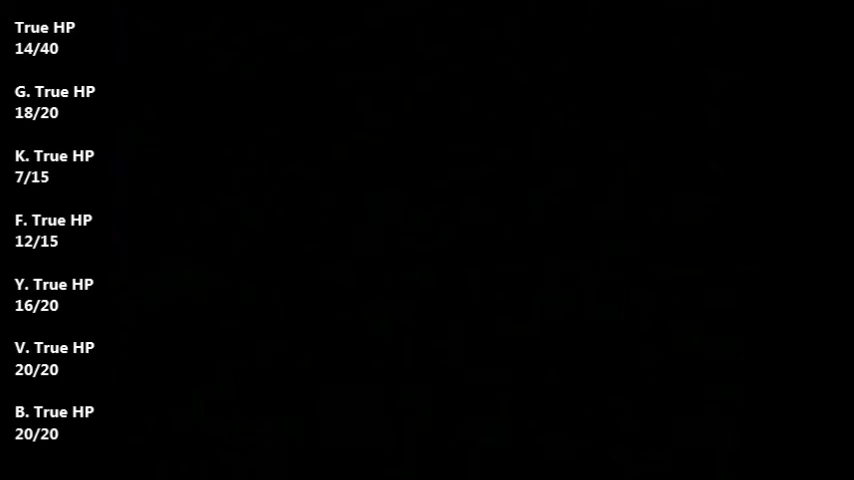 True HP
14/40
G. True HP
18/20
K. True HP
7/15
F. True HP
12/15
Y. True HP
16/20
V. True HP
20/20
B. True HP
20/20